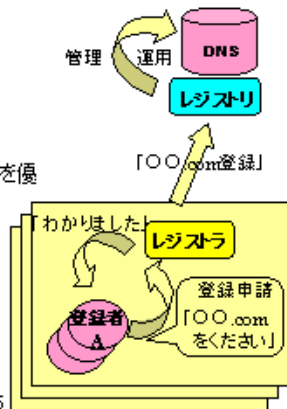 DNS
管理
運用
レジストリ
を優
「〇〇.com登録」
「わかりました」
レジストラ
登録申請
「〇〇.com
をください」
登録者
A